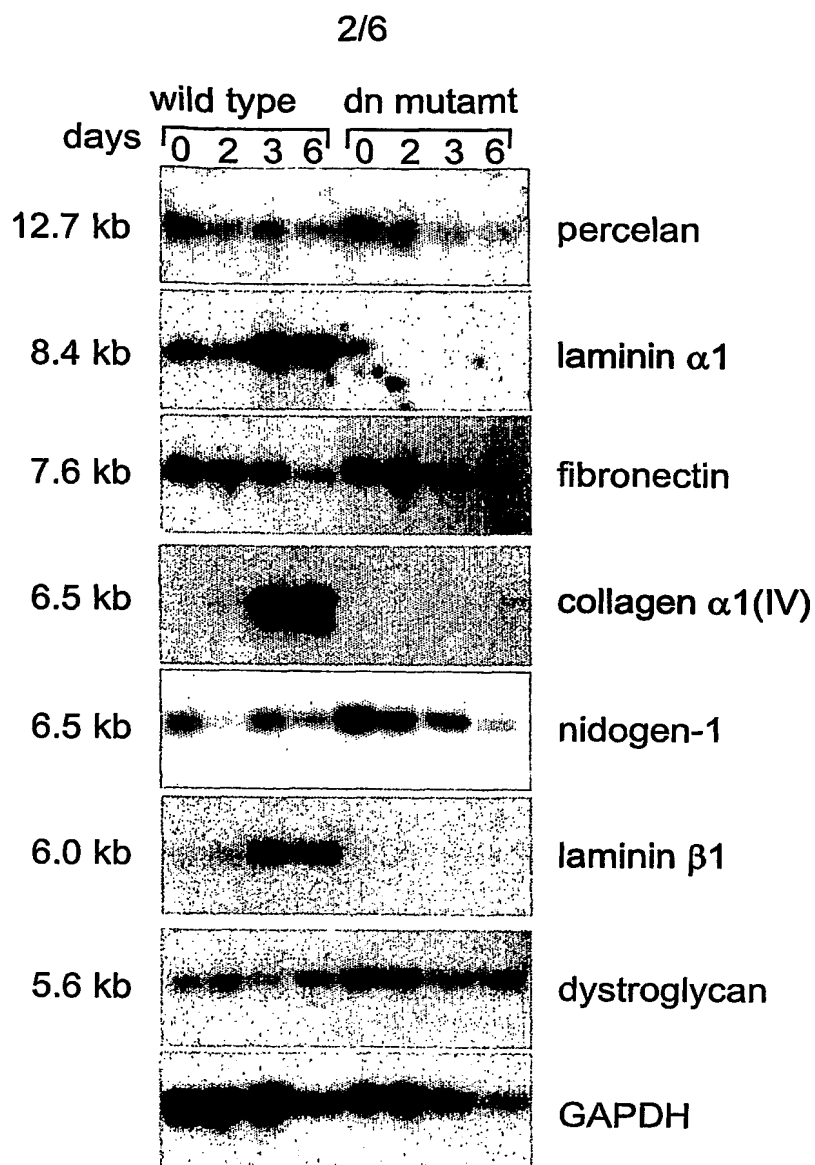 2/6
wild type dn mutamt
days 0 2 3 6 0 2 3 6
12.7 kb percelan
8.4 kb laminin α1
7.6 kb fibronectin
6.5 kb collagen α1(IV)
6.5 kb nidogen-1
6.0 kb laminin β1
5.6 kb dystroglycan
GAPDH